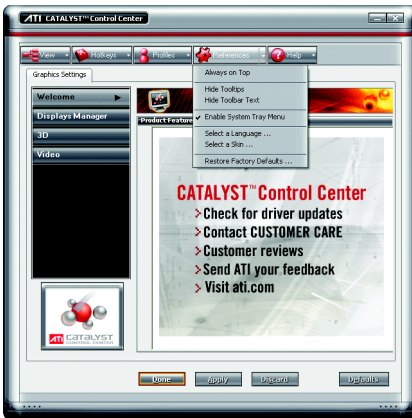 ATI CATALYST™ Control Center
View Hotkeys Profiles Preferences Help
Graphics Settings
Always on Top
Hide Tooltips
Hide Toolbar Text
Enable System Tray Menu
Select a Language ...
Select a Skin ...
Restore Factory Defaults ...
Welcome
Displays Manager
3D
Video
Product Feature
CATALYST™ Control Center
Check for driver updates
Contact CUSTOMER CARE
Customer reviews
Send ATI your feedback
Visit ati.com
ATI CATALYST
CONTROL CENTER
Done Apply Discard Defaults